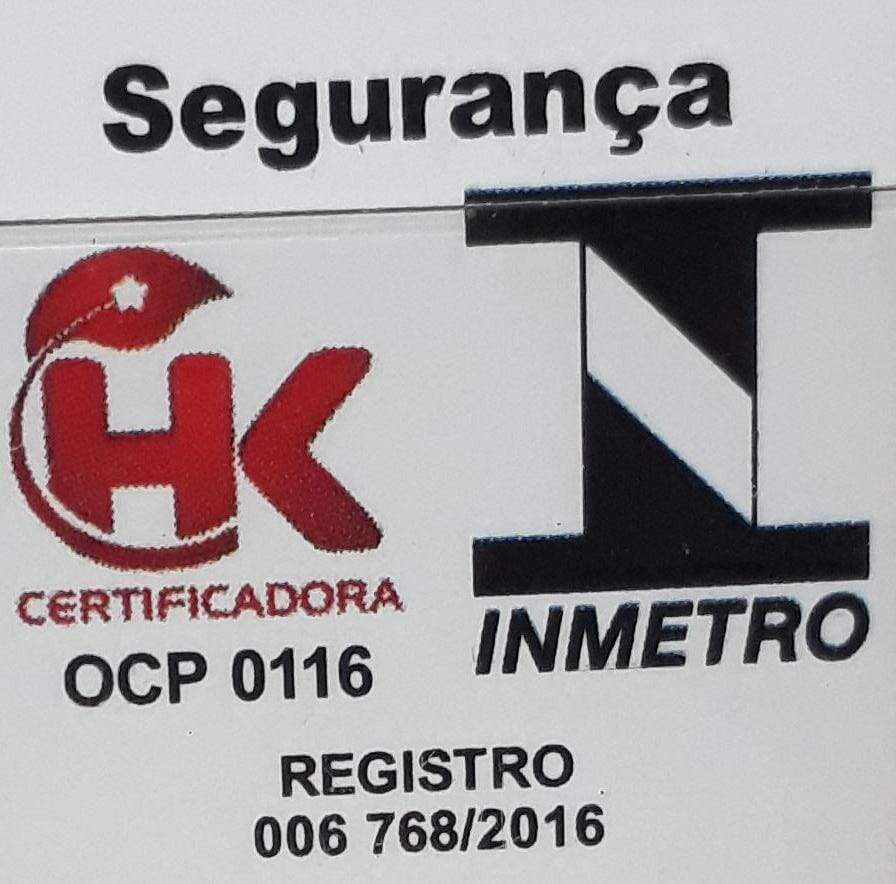 Segurança
HK
CERTIFICADORA
OCP 0116
INMETRO
REGISTRO
006 768/2016